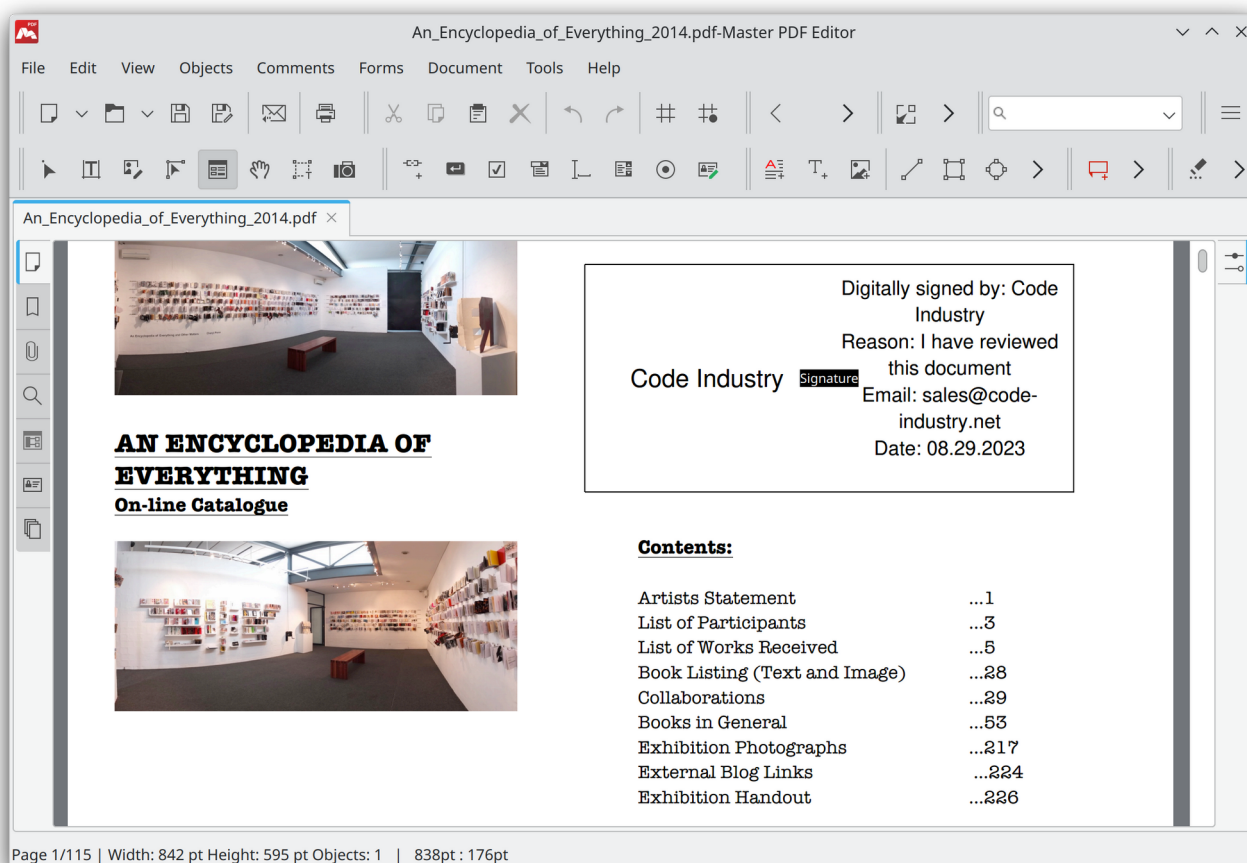 PDF
An_Encyclopedia_of_Everything_2014.pdf-Master PDF Editor
File Edit View Objects Comments Forms Document Tools Help
An_Encyclopedia_of_Everything_2014.pdf
AN ENCYCLOPEDIA OF
EVERYTHING
On-line Catalogue
Code Industry
Signature
Digitally signed by: Code
Industry
Reason: I have reviewed
this document
Email: sales@code-
industry.net
Date: 08.29.2023
Contents:
Artists Statement ...1
List of Participants ...3
List of Works Received ...5
Book Listing (Text and Image) ...28
Collaborations ...29
Books in General ...53
Exhibition Photographs ...217
External Blog Links ...224
Exhibition Handout ...226
Page 1/115 | Width: 842 pt Height: 595 pt Objects: 1 | 838pt : 176pt